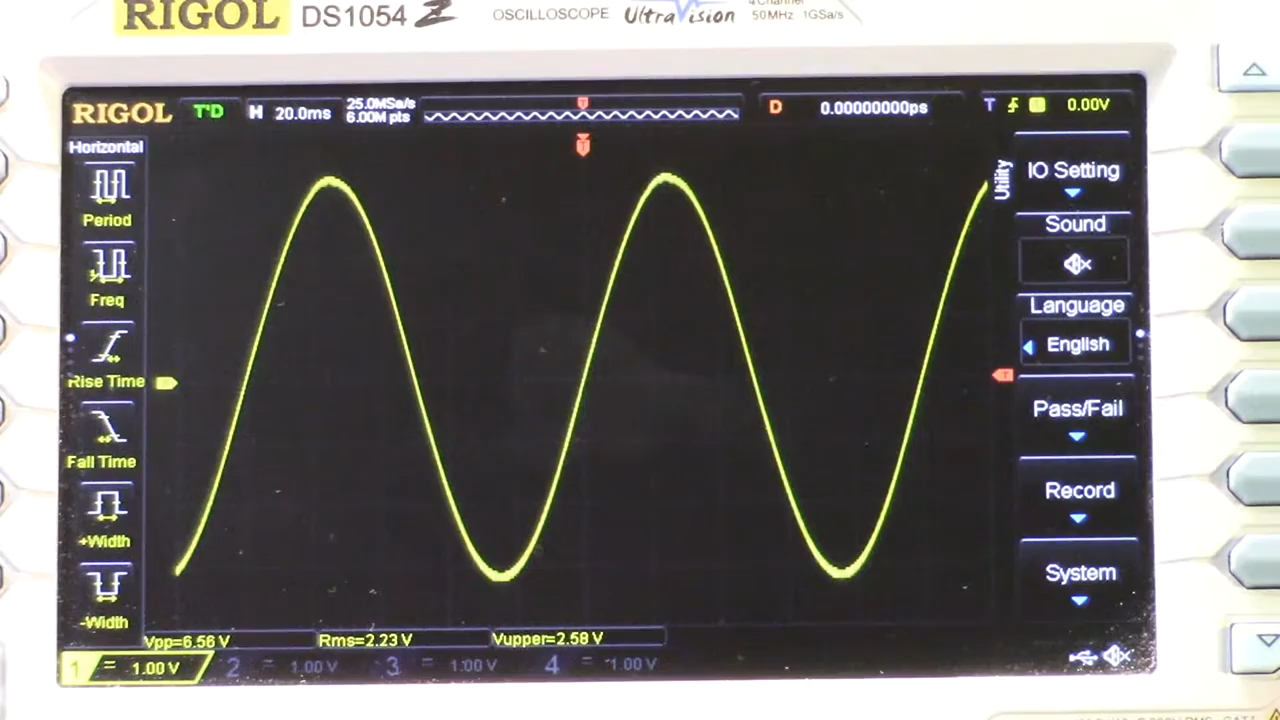 RIGOL DS1054 Z OSCILLOSCOPE UltraVision 4 Channel
50MHz 1GSa/s
RIGOL T'D H 20.0ms 25.0MSa/s D 0.00000000ps T 1 0.00V
6.00M pts
T
T
Horizontal
Period
Freq
Rise Time
Fall Time
+Width
-Width
Utility
IO Setting
Sound
Language
English
T
Pass/Fail
Record
System
Vpp=6.56 V Rms=2.23 V Vupper=2.58 V
1 = 1.00 V 2 = 1.00 V 3 = 1.00 V 4 = 1.00 V